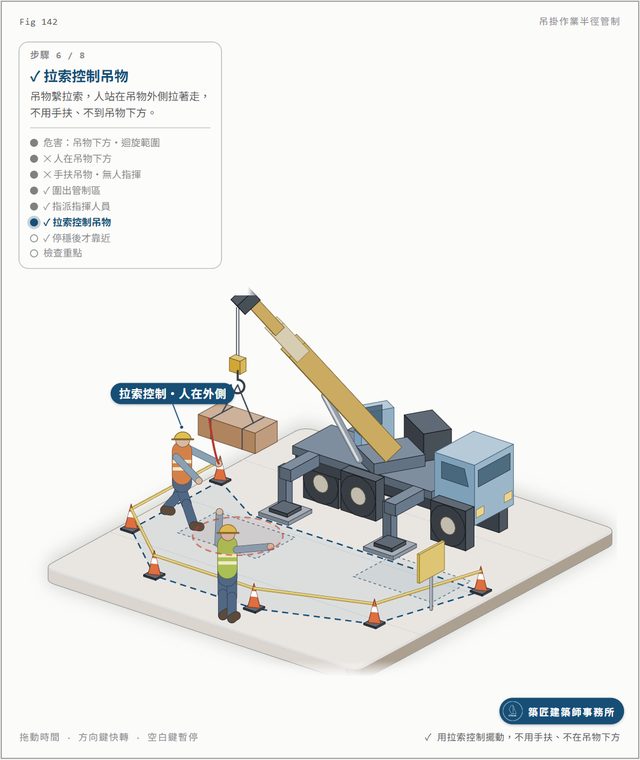 Fig 142
吊掛作業半徑管制
步驟 6 / 8
✓ 拉索控制吊物
吊物繫拉索，人站在吊物外側拉著走，
不用手扶、不到吊物下方。
危害：吊物下方・迴旋範圍
✕ 人在吊物下方
✕ 手扶吊物・無人指揮
✓ 圍出管制區
✓ 指派指揮人員
✓ 拉索控制吊物
✓ 停穩後才靠近
檢查重點
拉索控制・人在外側
築匠建築師事務所
拖動時間 · 方向鍵快轉 · 空白鍵暫停
✓ 用拉索控制擺動，不用手扶、不在吊物下方